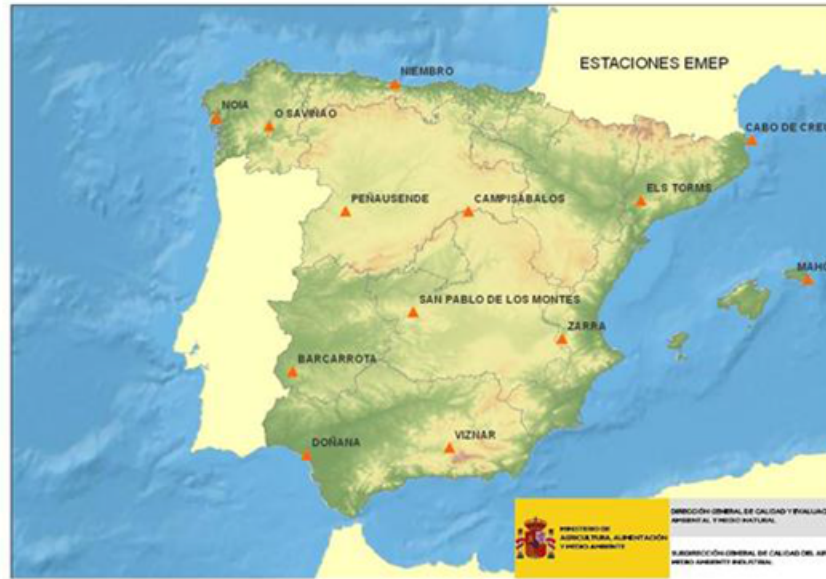 NIEMBRO
ESTACIONES EMEP
NOIA
O SAVIÑAO
CABO DE CREU
PEÑAUSENDE
CAMPISÁBALOS
ELS TORMS
MAHÓ
SAN PABLO DE LOS MONTES
ZARRA
BARCARROTA
DOÑANA
VIZNAR
MINISTERIO DE
AGRICULTURA, ALIMENTACIÓN
Y MEDIO AMBIENTE
DIRECCIÓN GENERAL DE CALIDAD Y EVALUAC
AMBIENTAL Y MEDIO NATURAL
SUBDIRECCIÓN GENERAL DE CALIDAD DEL AIR
MEDIO AMBIENTE INDUSTRIAL